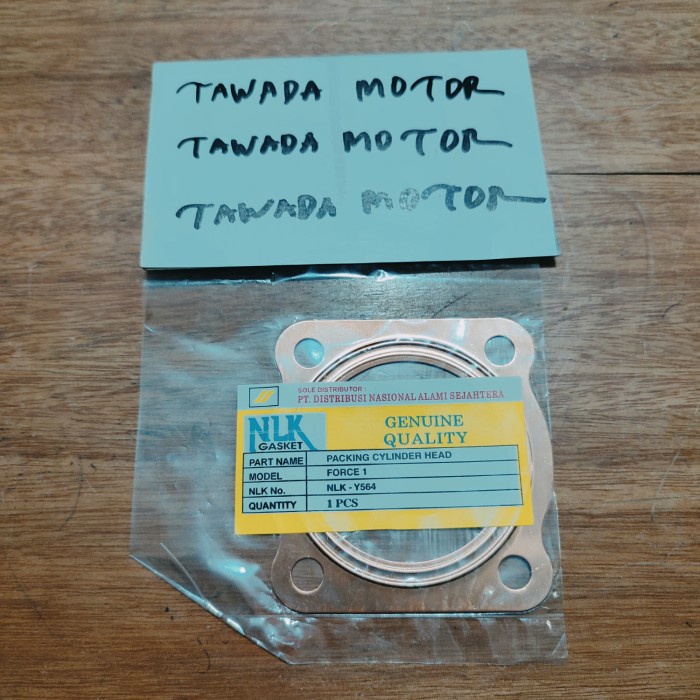 TAWADA MOTOR
TAWADA MOTOR
TAWADA MOTOR
SOLE DISTRIBUTOR :
PT. DISTRIBUSI NASIONAL ALAMI SEJAHTERA
NLK
GASKET
GENUINE
QUALITY
PART NAME PACKING CYLINDER HEAD
MODEL FORCE 1
NLK No. NLK - Y564
QUANTITY 1 PCS